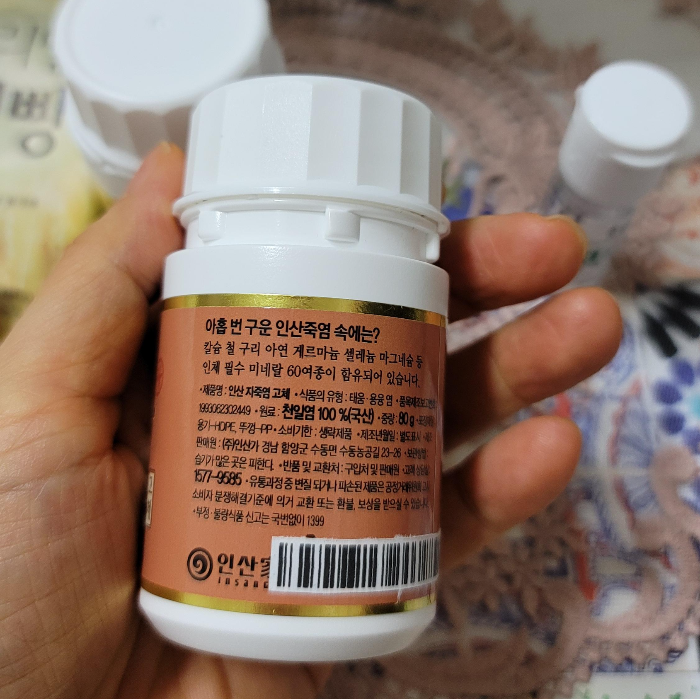 아홉 번 구운 인산죽염 속에는?
칼슘 철 구리 아연 게르마늄 셀레늄 마그네슘 등
인체 필수 미네랄 60여종이 함유되어 있습니다.
•제품명 : 인산 자죽염 고체 •식품의 유형 : 태움·용융 염
1993062302449 •원료 : 천일염 100 %(국산) •중량 : 80 g
용기-HDPE, 뚜껑-PP •소비기한 : 생략제품 •제조년월일 : 별도표시
판매원 : (주)인산가 경남 함양군 수동면 수동농공길 23-26
습기가 많은 곳은 피한다. •반품 및 교환처 : 구입처 및 판매원
1577-9585 •유통과정 중 변질 되거나 파손된 제품은
소비자 분쟁해결기준에 의거 교환 또는 환불, 보상을 받으실 수
•부정·불량식품 신고는 국번없이 1399
인산